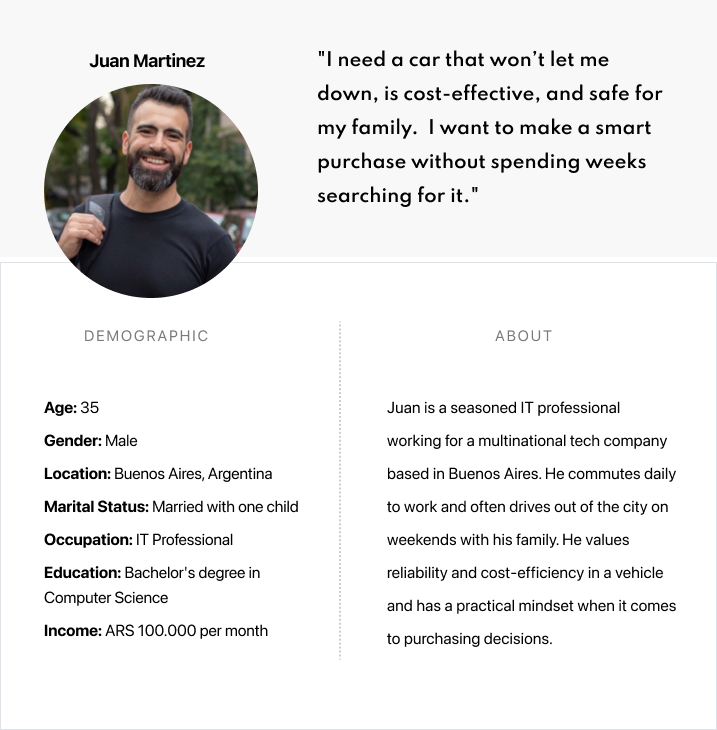 Juan Martinez
"I need a car that won’t let me
down, is cost-effective, and safe for
my family.  I want to make a smart
purchase without spending weeks
searching for it."
DEMOGRAPHIC
Age: 35
Gender: Male
Location: Buenos Aires, Argentina
Marital Status: Married with one child
Occupation: IT Professional
Education: Bachelor's degree in
Computer Science
Income: ARS 100.000 per month
ABOUT
Juan is a seasoned IT professional
working for a multinational tech company
based in Buenos Aires. He commutes daily
to work and often drives out of the city on
weekends with his family. He values
reliability and cost-efficiency in a vehicle
and has a practical mindset when it comes
to purchasing decisions.